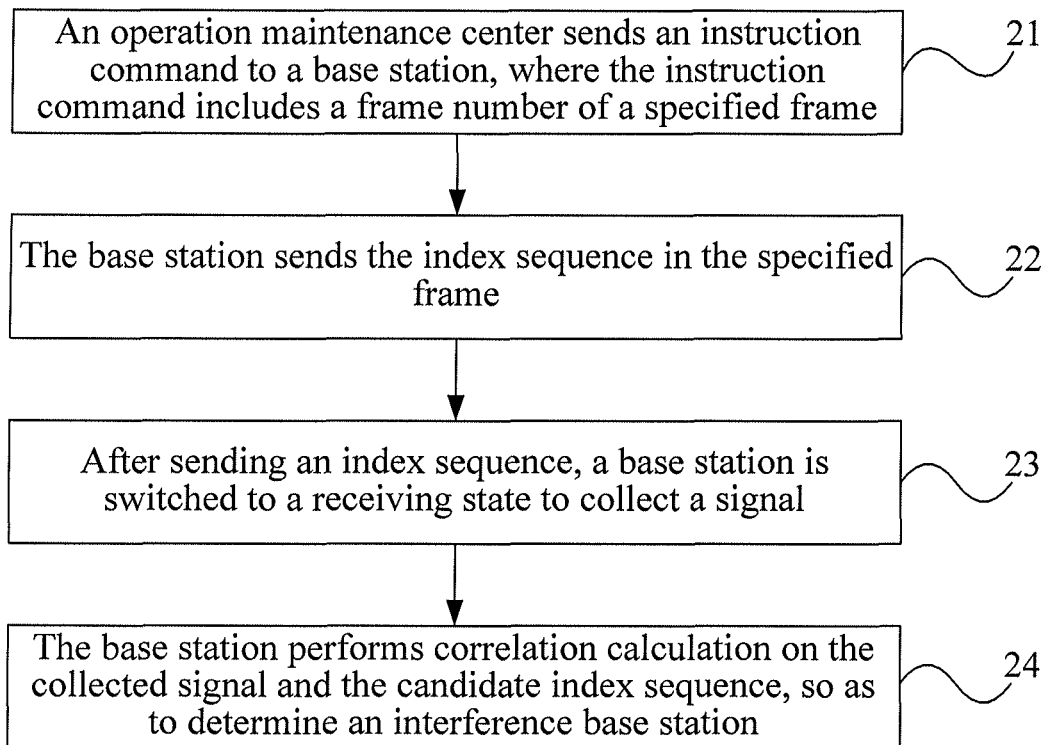 An operation maintenance center sends an instruction
command to a base station, where the instruction
command includes a frame number of a specified frame
21
The base station sends the index sequence in the specified
frame
22
After sending an index sequence, a base station is
switched to a receiving state to collect a signal
23
The base station performs correlation calculation on the
collected signal and the candidate index sequence, so as
to determine an interference base station
24